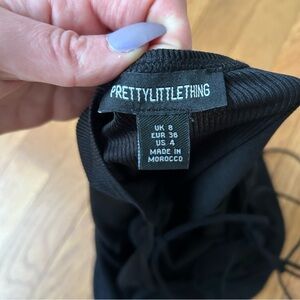 PRETTYLITTLETHING
UK 8
EUR 36
US 4
MADE IN
MOROCCO